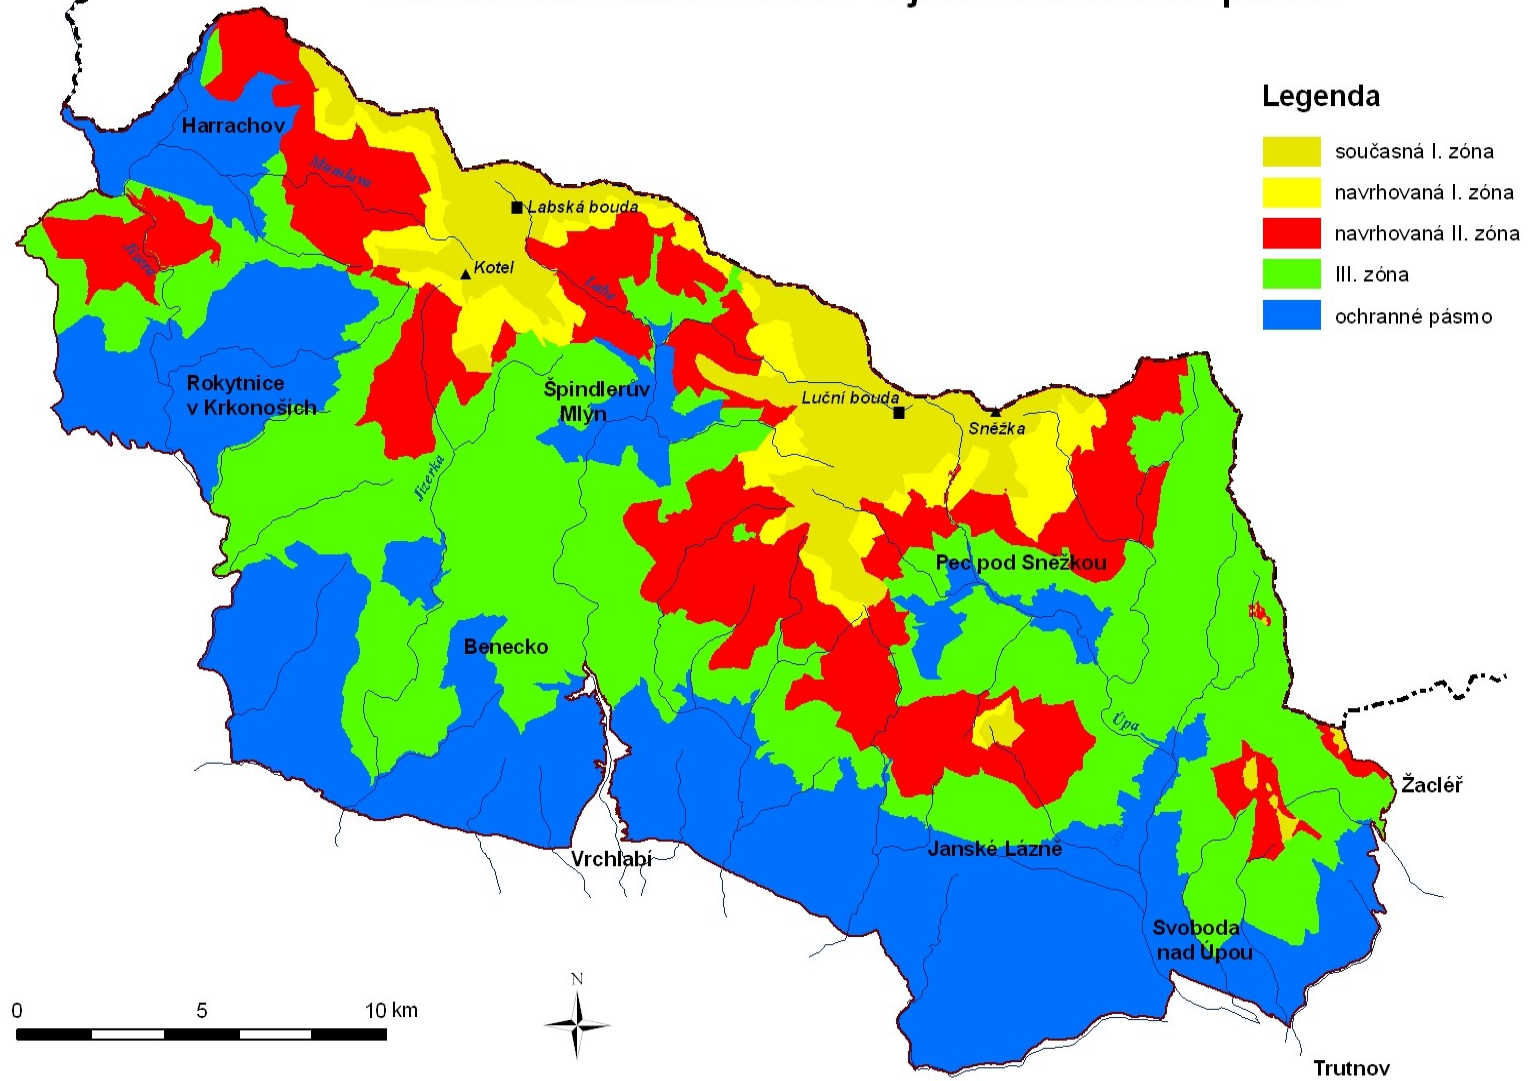 Legenda
současná I. zóna
navrhovaná I. zóna
navrhovaná II. zóna
III. zóna
ochranné pásmo
Harrachov
Mumlava
Labská bouda
Kotel
Jizera
Labe
Rokytnice
v Krkonoších
Špindlerův
Mlýn
Luční bouda
Sněžka
Jizerka
Pec pod Sněžkou
Benecko
Úpa
Žacléř
Vrchlabí
Janské Lázně
Svoboda
nad Úpou
Trutnov
N
0 5 10 km